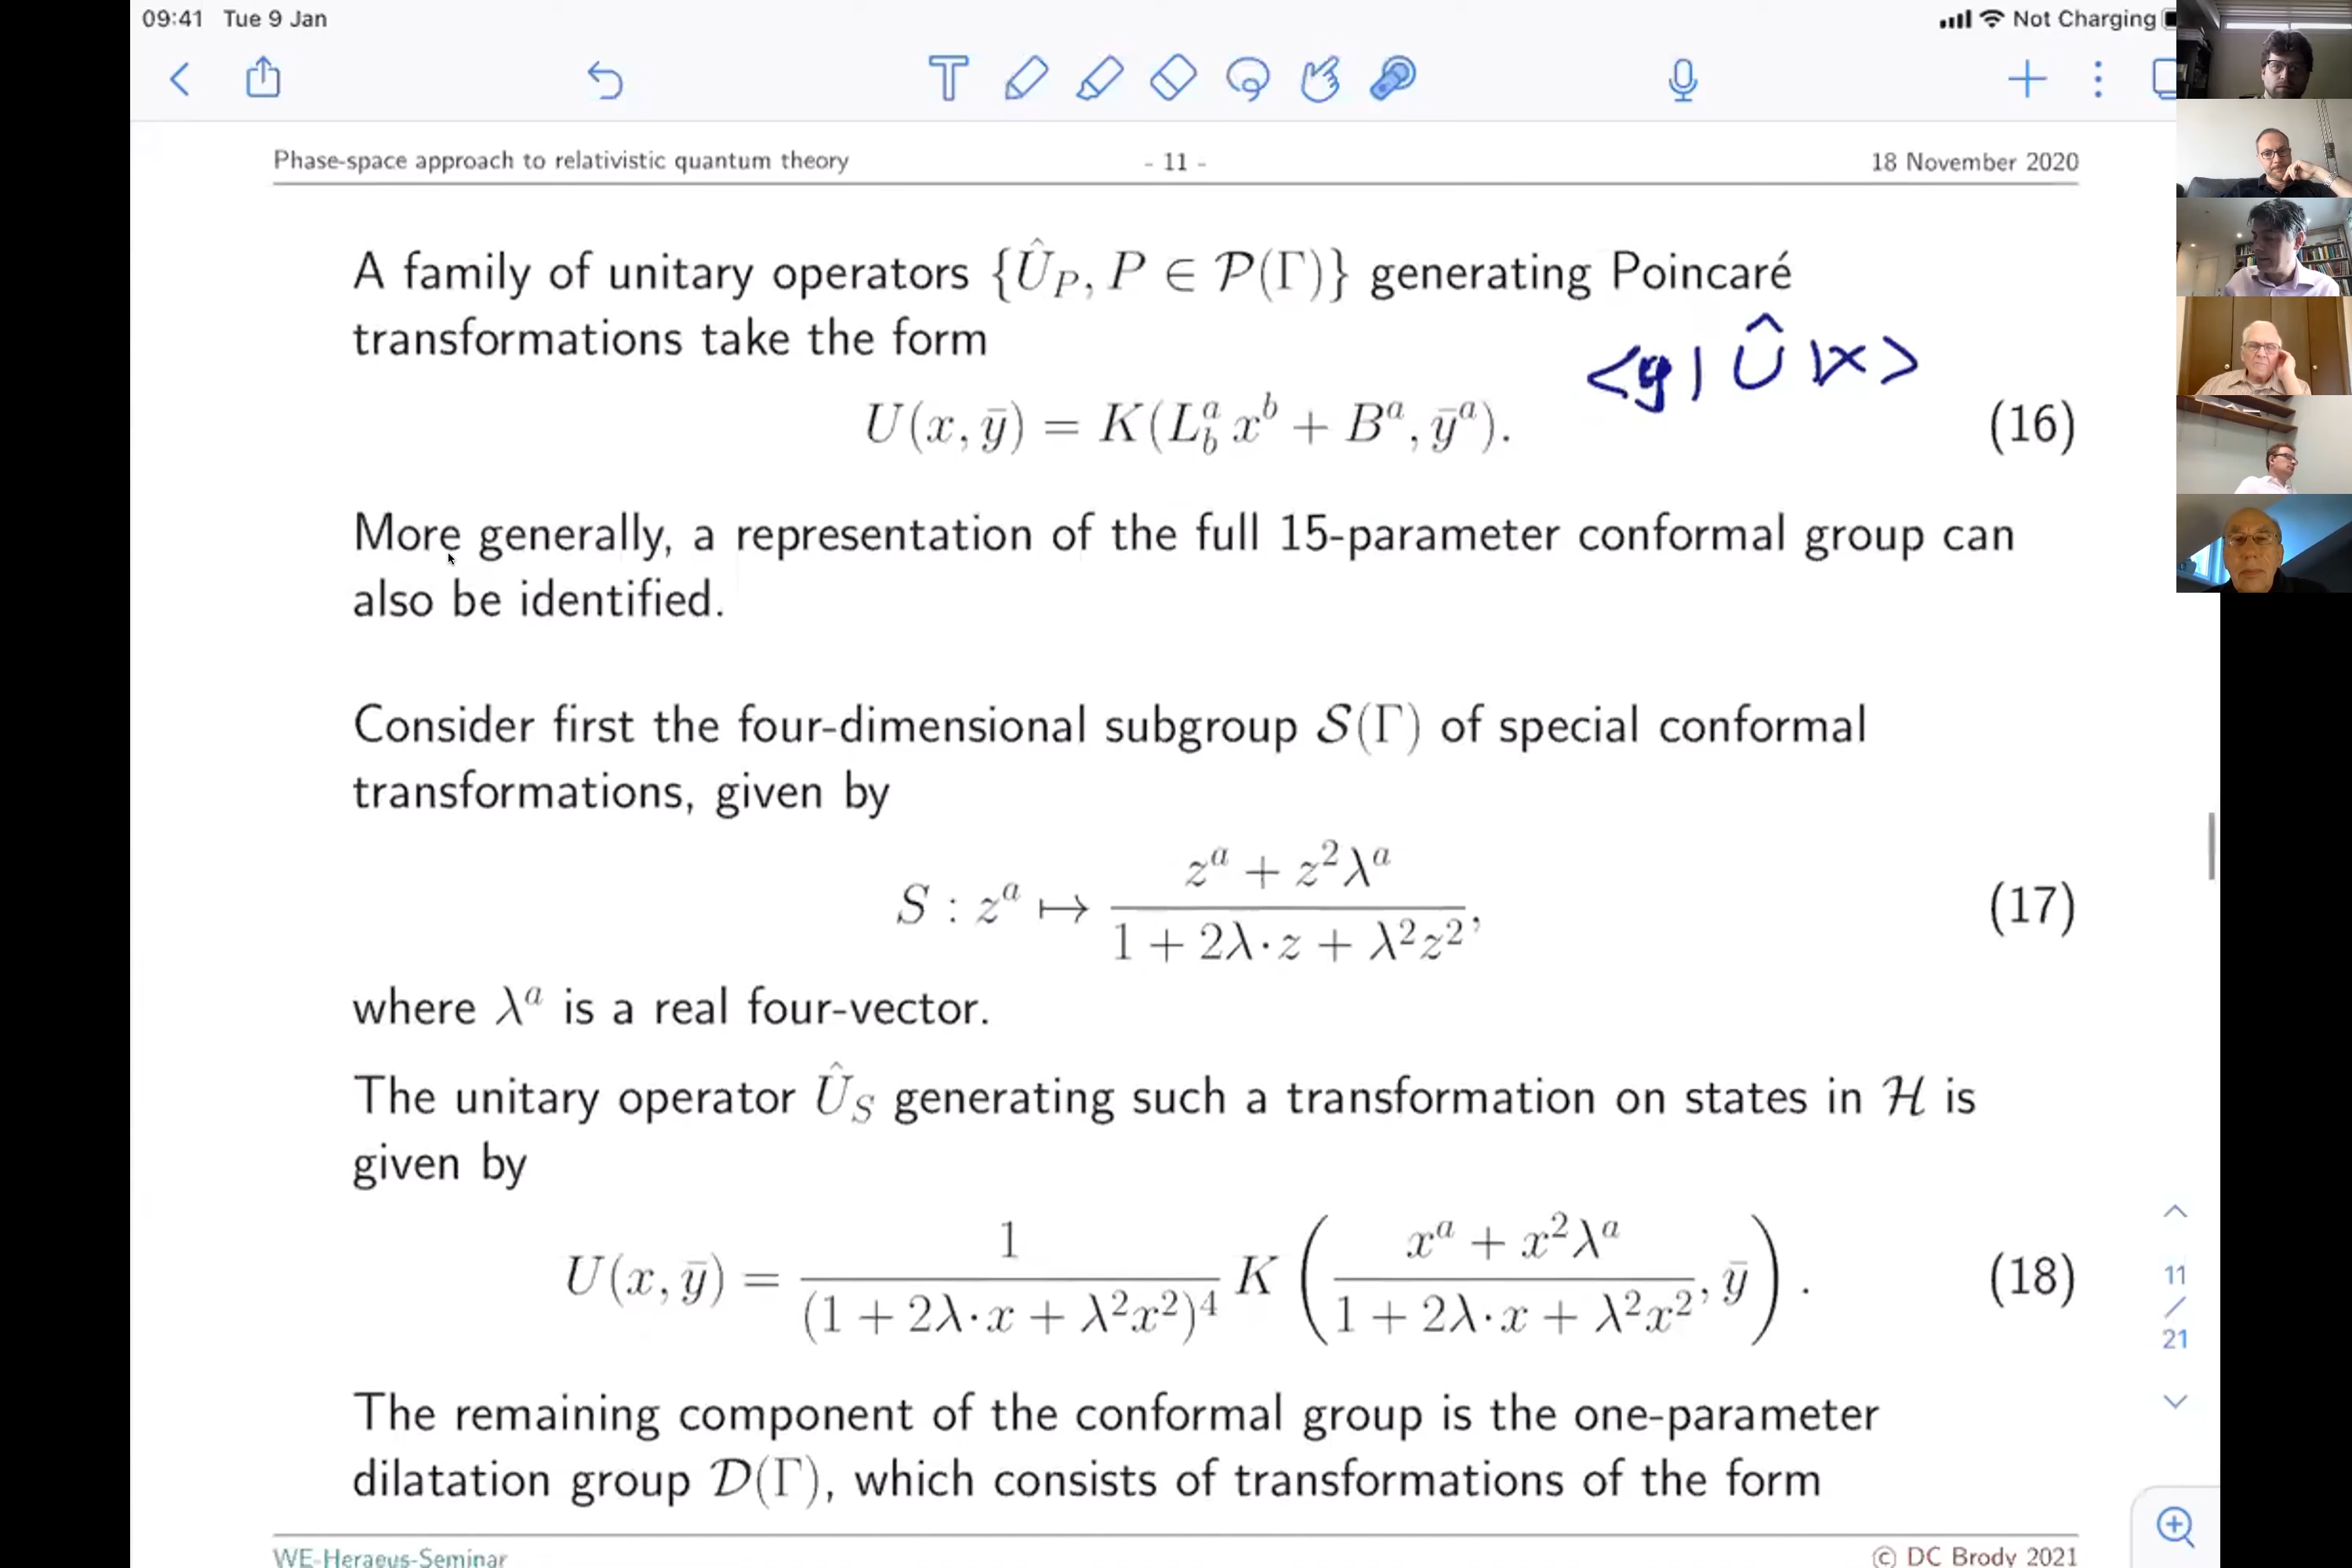 09:41 Tue 9 Jan
Not Charging
Phase-space approach to relativistic quantum theory - 11 - 18 November 2020
A family of unitary operators {Û_P, P ∈ 𝒫(Γ)} generating Poincaré
transformations take the form
<y| Û |x>
U(x, ȳ) = K(L^a_b x^b + B^a, ȳ^a). (16)
More generally, a representation of the full 15-parameter conformal group can
also be identified.
Consider first the four-dimensional subgroup 𝒮(Γ) of special conformal
transformations, given by
S : z^a ↦ (z^a + z^2 λ^a) / (1 + 2λ·z + λ^2 z^2), (17)
where λ^a is a real four-vector.
The unitary operator Û_S generating such a transformation on states in ℋ is
given by
U(x, ȳ) = 1 / (1 + 2λ·x + λ^2 x^2)^4 K ( (x^a + x^2 λ^a) / (1 + 2λ·x + λ^2 x^2), ȳ ) . (18)
11
/
21
The remaining component of the conformal group is the one-parameter
dilatation group 𝒟(Γ), which consists of transformations of the form
WE-Heraeus-Seminar © DC Brody 2021